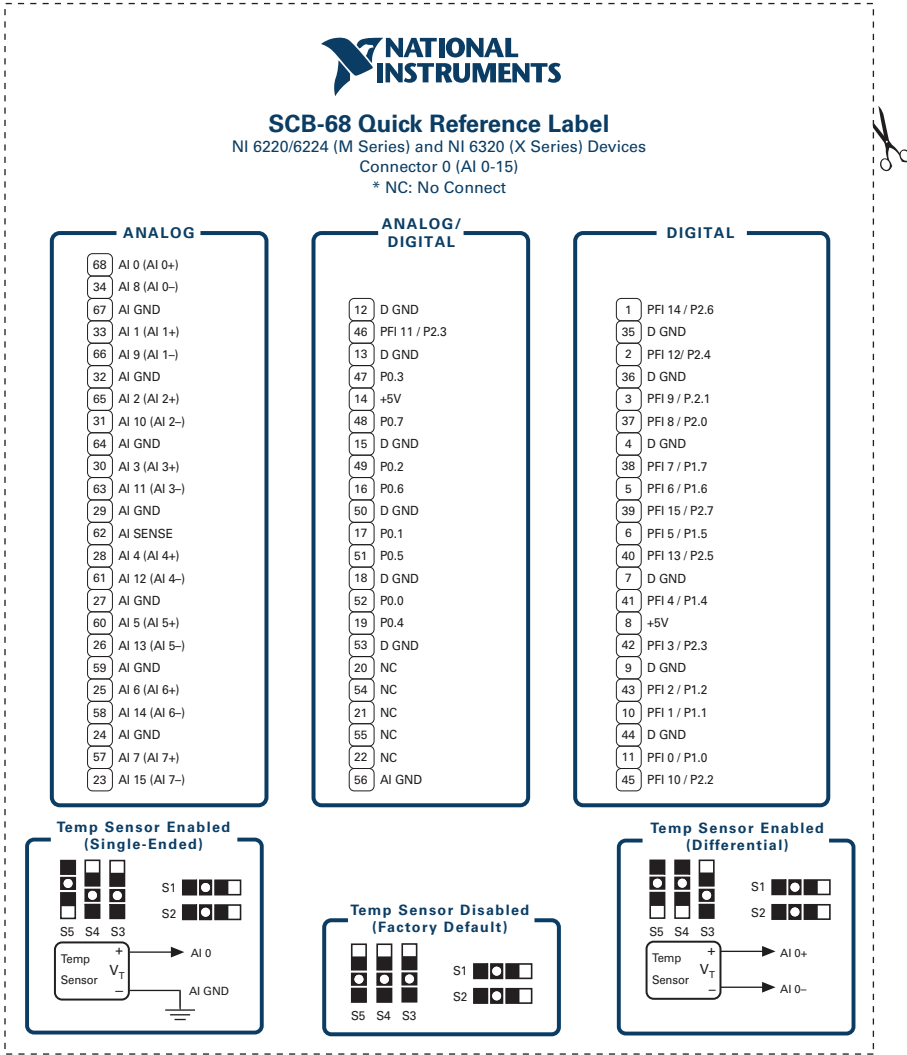 NATIONAL
INSTRUMENTS
SCB-68 Quick Reference Label
NI 6220/6224 (M Series) and NI 6320 (X Series) Devices
Connector 0 (AI 0-15)
* NC: No Connect
ANALOG
68 AI 0 (AI 0+)
34 AI 8 (AI 0–)
67 AI GND
33 AI 1 (AI 1+)
66 AI 9 (AI 1–)
32 AI GND
65 AI 2 (AI 2+)
31 AI 10 (AI 2–)
64 AI GND
30 AI 3 (AI 3+)
63 AI 11 (AI 3–)
29 AI GND
62 AI SENSE
28 AI 4 (AI 4+)
61 AI 12 (AI 4–)
27 AI GND
60 AI 5 (AI 5+)
26 AI 13 (AI 5–)
59 AI GND
25 AI 6 (AI 6+)
58 AI 14 (AI 6–)
24 AI GND
57 AI 7 (AI 7+)
23 AI 15 (AI 7–)
ANALOG/
DIGITAL
12 D GND
46 PFI 11 / P2.3
13 D GND
47 P0.3
14 +5V
48 P0.7
15 D GND
49 P0.2
16 P0.6
50 D GND
17 P0.1
51 P0.5
18 D GND
52 P0.0
19 P0.4
53 D GND
20 NC
54 NC
21 NC
55 NC
22 NC
56 AI GND
DIGITAL
1 PFI 14 / P2.6
35 D GND
2 PFI 12/ P2.4
36 D GND
3 PFI 9 / P.2.1
37 PFI 8 / P2.0
4 D GND
38 PFI 7 / P1.7
5 PFI 6 / P1.6
39 PFI 15 / P2.7
6 PFI 5 / P1.5
40 PFI 13 / P2.5
7 D GND
41 PFI 4 / P1.4
8 +5V
42 PFI 3 / P2.3
9 D GND
43 PFI 2 / P1.2
10 PFI 1 / P1.1
44 D GND
11 PFI 0 / P1.0
45 PFI 10 / P2.2
Temp Sensor Enabled
(Single-Ended)
S1
S2
S5 S4 S3
Temp
Sensor
+
VT
–
AI 0
AI GND
Temp Sensor Disabled
(Factory Default)
S1
S2
S5 S4 S3
Temp Sensor Enabled
(Differential)
S1
S2
S5 S4 S3
Temp
Sensor
+
VT
–
AI 0+
AI 0–